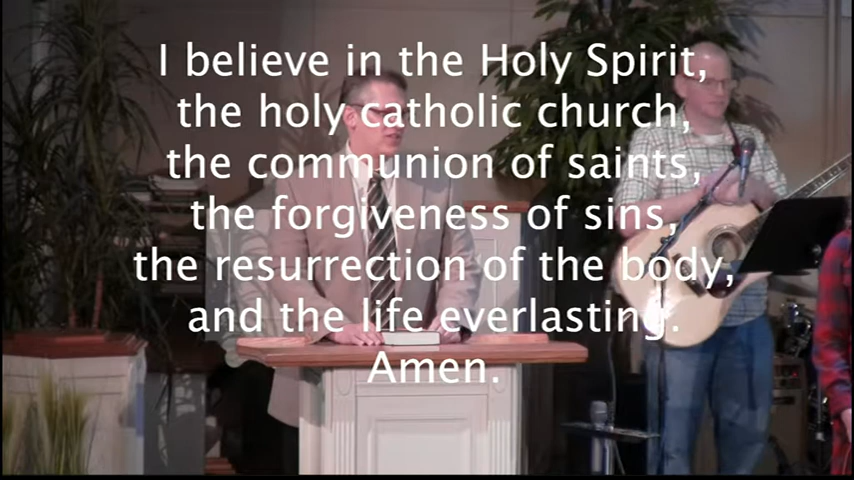 I believe in the Holy Spirit,
the holy catholic church,
the communion of saints,
the forgiveness of sins,
the resurrection of the body,
and the life everlasting.
Amen.